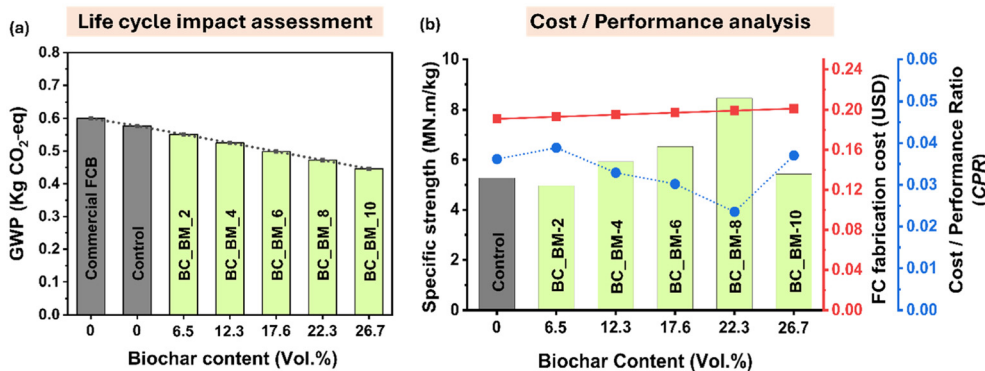 Life cycle impact assessment
(a)
GWP (Kg CO₂-eq)
0.8
0.7
0.6
0.5
0.4
0.3
0.2
0.1
0.0
Commercial FCB
Control
BC_BM_2
BC_BM_4
BC_BM_6
BC_BM_8
BC_BM_10
0 0 6.5 12.3 17.6 22.3 26.7
Biochar content (Vol.%)
Cost / Performance analysis
(b)
Specific strength (MN.m/kg)
10
8
6
4
2
0
Control
BC_BM-2
BC_BM-4
BC_BM-6
BC_BM-8
BC_BM-10
0 6.5 12.3 17.6 22.3 26.7
Biochar Content (Vol.%)
0.24
0.20
0.16
0.12
0.08
0.04
0.00
FC fabrication cost (USD)
0.06
0.05
0.04
0.03
0.02
0.01
0.00
Cost / Performance Ratio
(CPR)